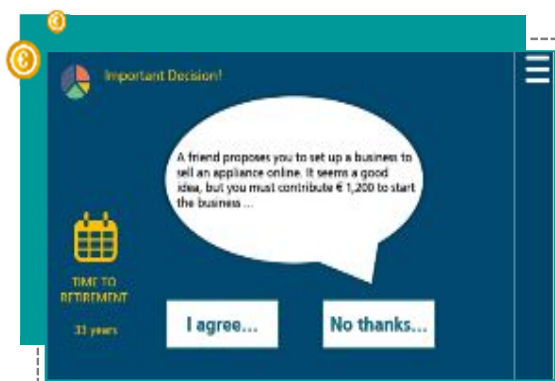 Important Decision!
A friend proposes you to set up a business to
sell an appliance online. It seems a good
idea, but you must contribute € 1,200 to start
the business ...
TIME TO
RETIREMENT
33 years
I agree...
No thanks...